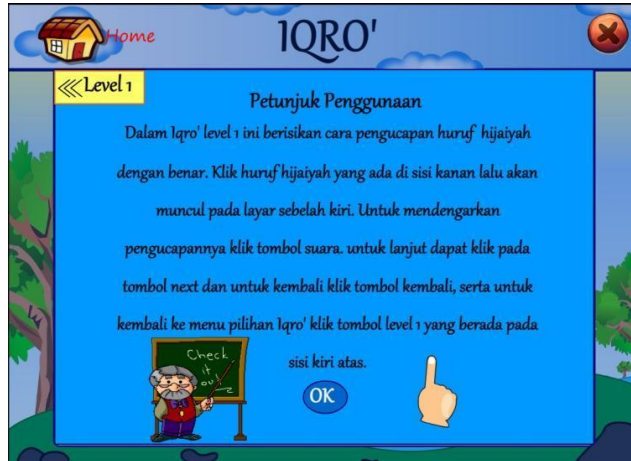 Home
IQRO'
Level 1
Petunjuk Penggunaan
Dalam Iqro' level 1 ini berisikan cara pengucapan huruf hijaiyah
dengan benar. Klik huruf hijaiyah yang ada di sisi kanan lalu akan
muncul pada layar sebelah kiri. Untuk mendengarkan
pengucapannya klik tombol suara. untuk lanjut dapat klik pada
tombol next dan untuk kembali klik tombol kembali, serta untuk
kembali ke menu pilihan Iqro' klik tombol level 1 yang berada pada
sisi kiri atas.
Check
it
out
OK